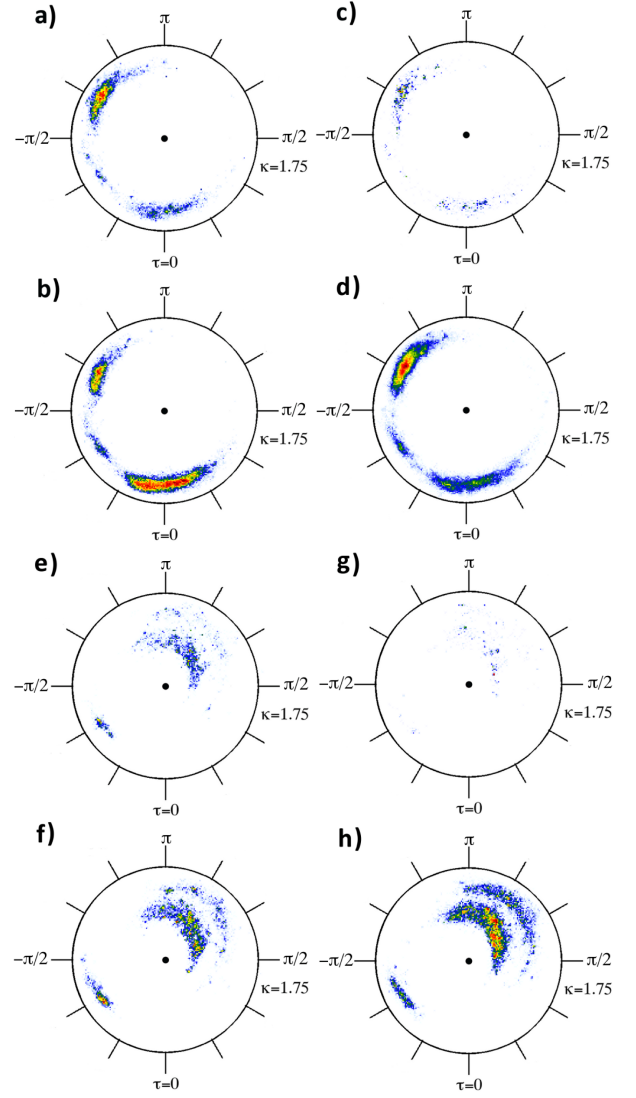 a)
π
−π/2
π/2
κ=1.75
τ=0
c)
π
−π/2
π/2
κ=1.75
τ=0
b)
π
−π/2
π/2
κ=1.75
τ=0
d)
π
−π/2
π/2
κ=1.75
τ=0
e)
π
−π/2
π/2
κ=1.75
τ=0
g)
π
−π/2
π/2
κ=1.75
τ=0
f)
π
−π/2
π/2
κ=1.75
τ=0
h)
π
−π/2
π/2
κ=1.75
τ=0